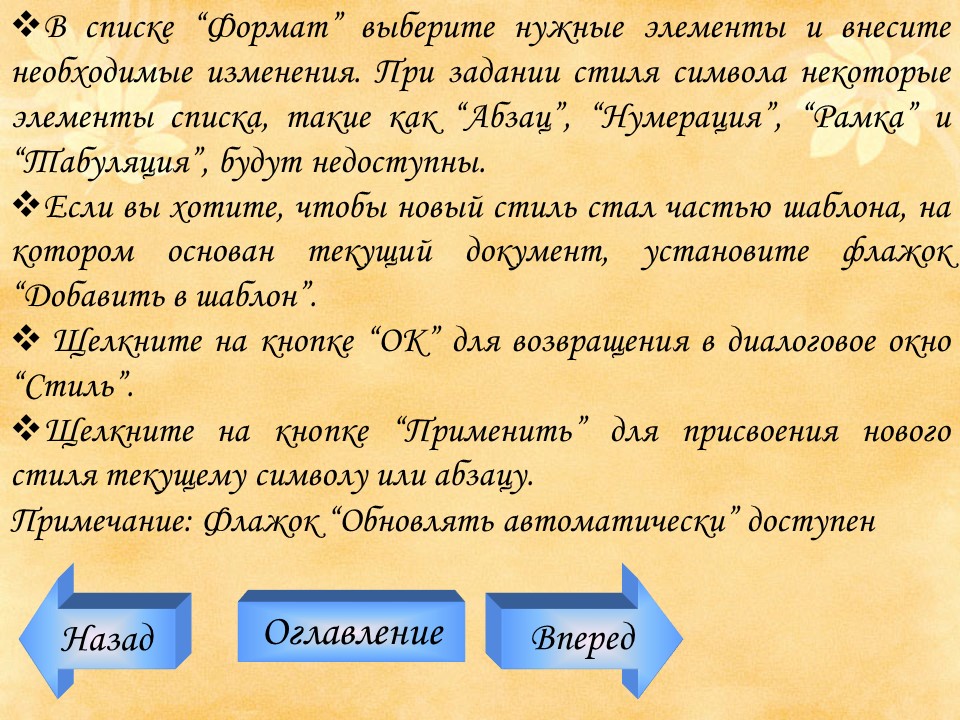 ❖В списке “Формат” выберите нужные элементы и внесите
необходимые изменения. При задании стиля символа некоторые
элементы списка, такие как “Абзац”, “Нумерация”, “Рамка” и
“Табуляция”, будут недоступны.
❖Если вы хотите, чтобы новый стиль стал частью шаблона, на
котором основан текущий документ, установите флажок
“Добавить в шаблон”.
❖ Щелкните на кнопке “ОК” для возвращения в диалоговое окно
“Стиль”.
❖Щелкните на кнопке “Применить” для присвоения нового
стиля текущему символу или абзацу.
Примечание: Флажок “Обновлять автоматически” доступен
Назад
Оглавление
Вперед